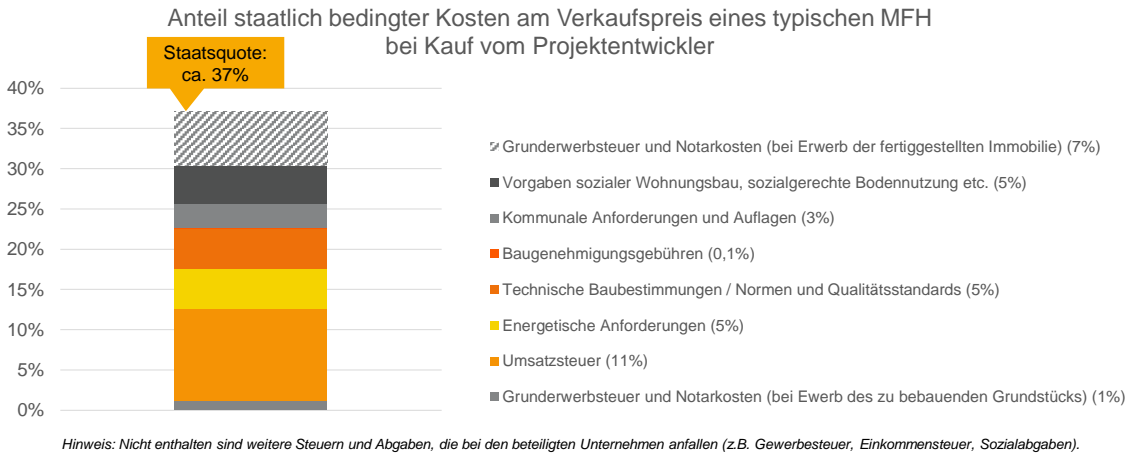 Anteil staatlich bedingter Kosten am Verkaufspreis eines typischen MFH
bei Kauf vom Projektentwickler
Staatsquote:
ca. 37%
40%
35%
30%
25%
20%
15%
10%
5%
0%
Grunderwerbsteuer und Notarkosten (bei Erwerb der fertiggestellten Immobilie) (7%)
Vorgaben sozialer Wohnungsbau, sozialgerechte Bodennutzung etc. (5%)
Kommunale Anforderungen und Auflagen (3%)
Baugenehmigungsgebühren (0,1%)
Technische Baubestimmungen / Normen und Qualitätsstandards (5%)
Energetische Anforderungen (5%)
Umsatzsteuer (11%)
Grunderwerbsteuer und Notarkosten (bei Ewerb des zu bebauenden Grundstücks) (1%)
Hinweis: Nicht enthalten sind weitere Steuern und Abgaben, die bei den beteiligten Unternehmen anfallen (z.B. Gewerbesteuer, Einkommensteuer, Sozialabgaben).